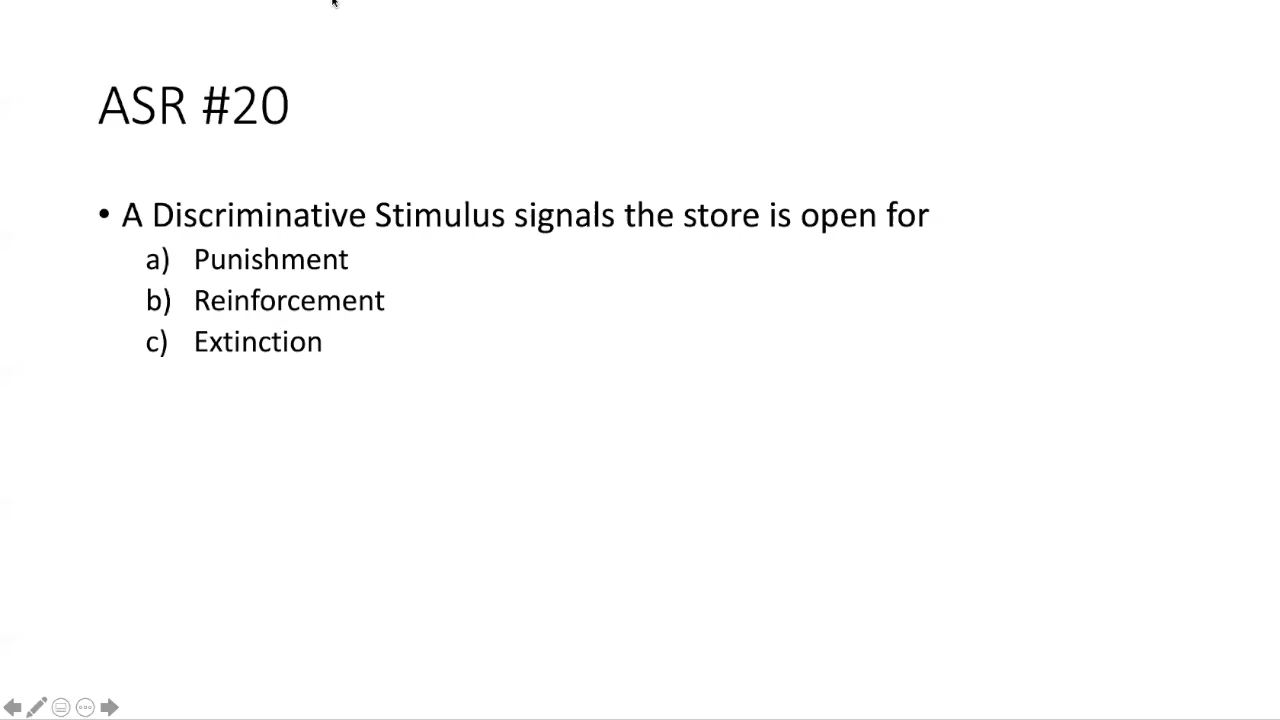 ASR #20
• A Discriminative Stimulus signals the store is open for
a) Punishment
b) Reinforcement
c) Extinction